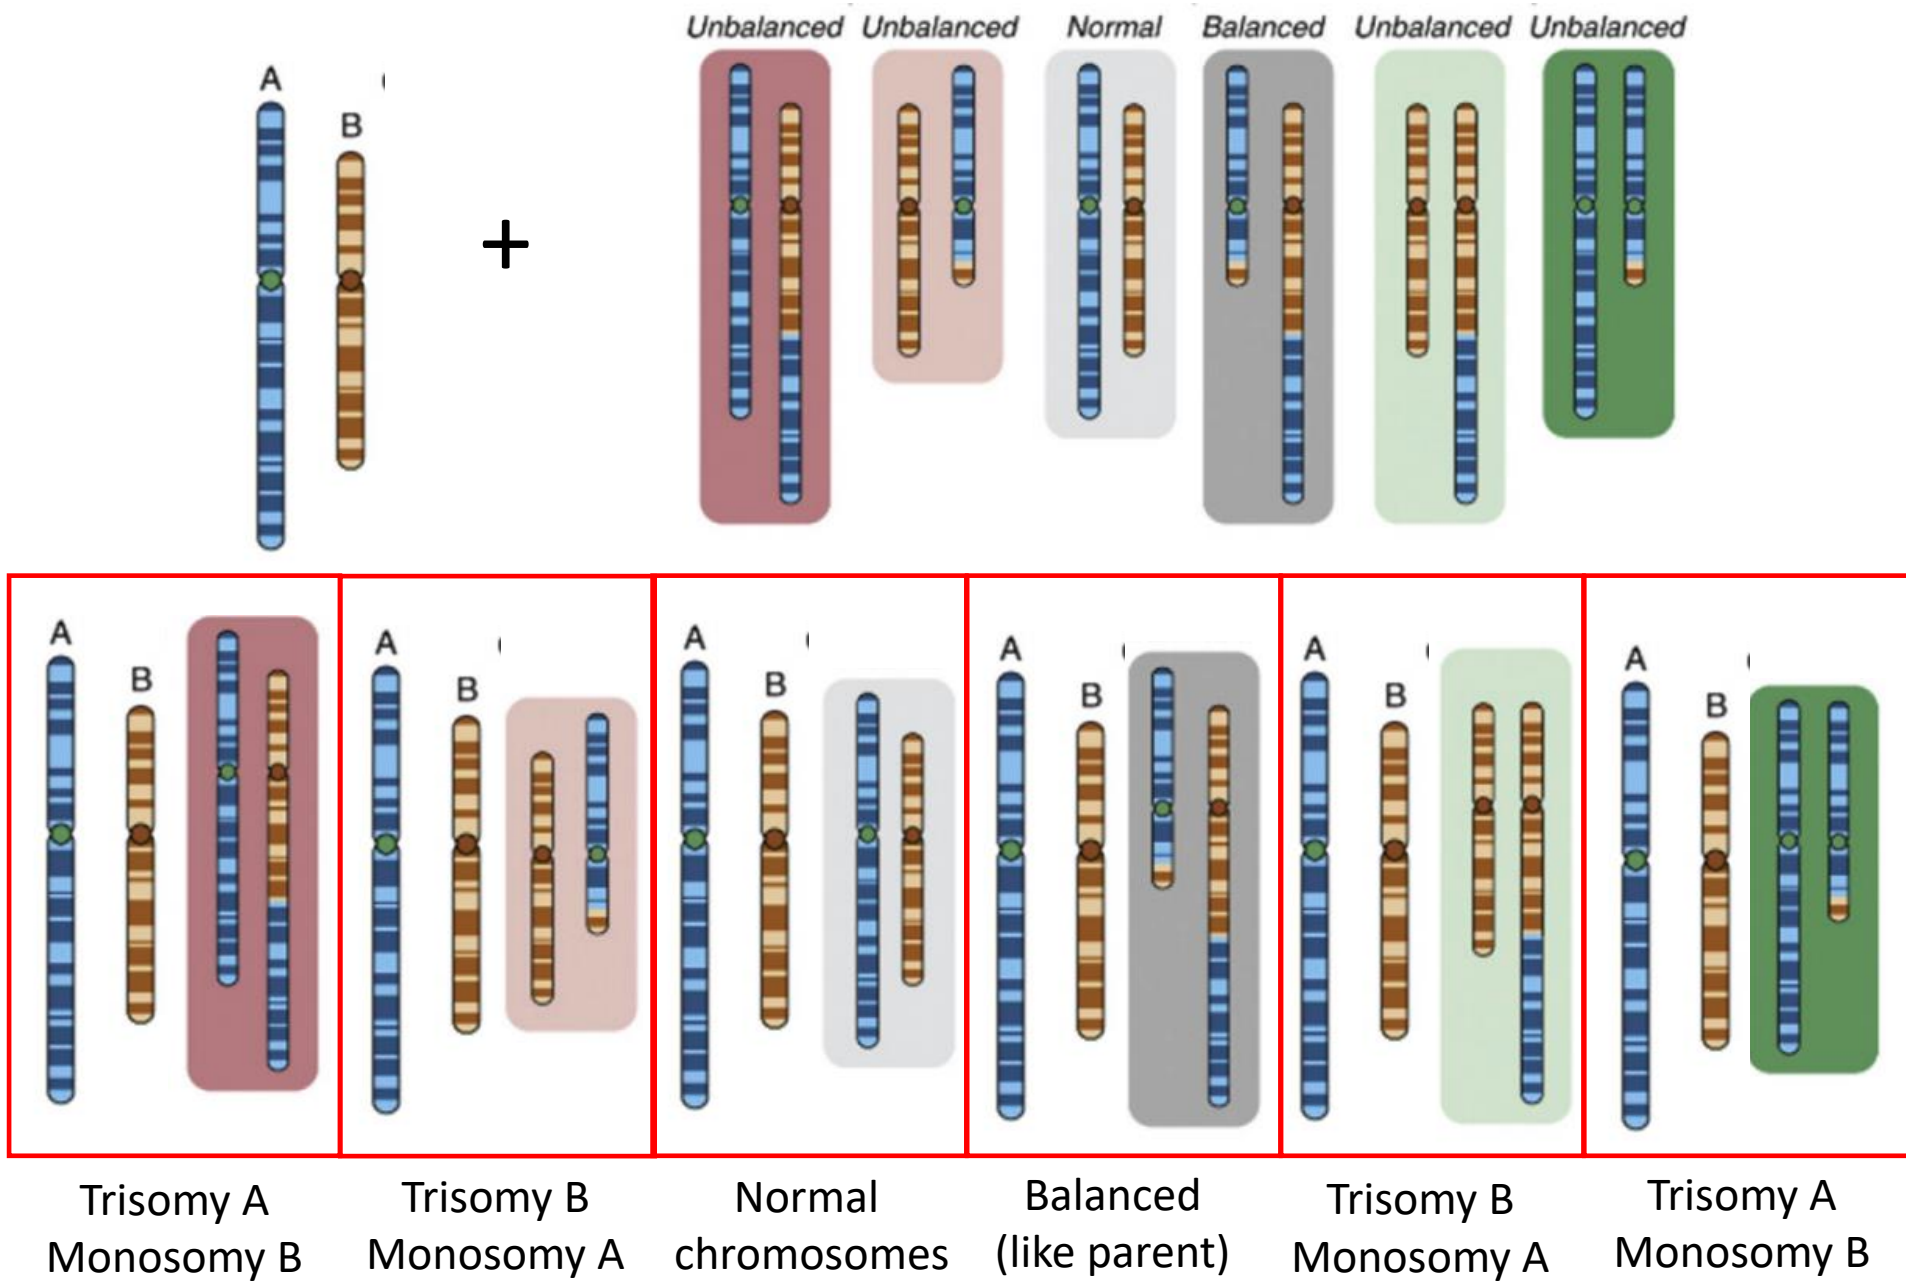 Unbalanced Unbalanced Normal Balanced Unbalanced Unbalanced
A
B
+
A
B
A
B
A
B
A
B
A
B
A
B
Trisomy A
Monosomy B
Trisomy B
Monosomy A
Normal
chromosomes
Balanced
(like parent)
Trisomy B
Monosomy A
Trisomy A
Monosomy B